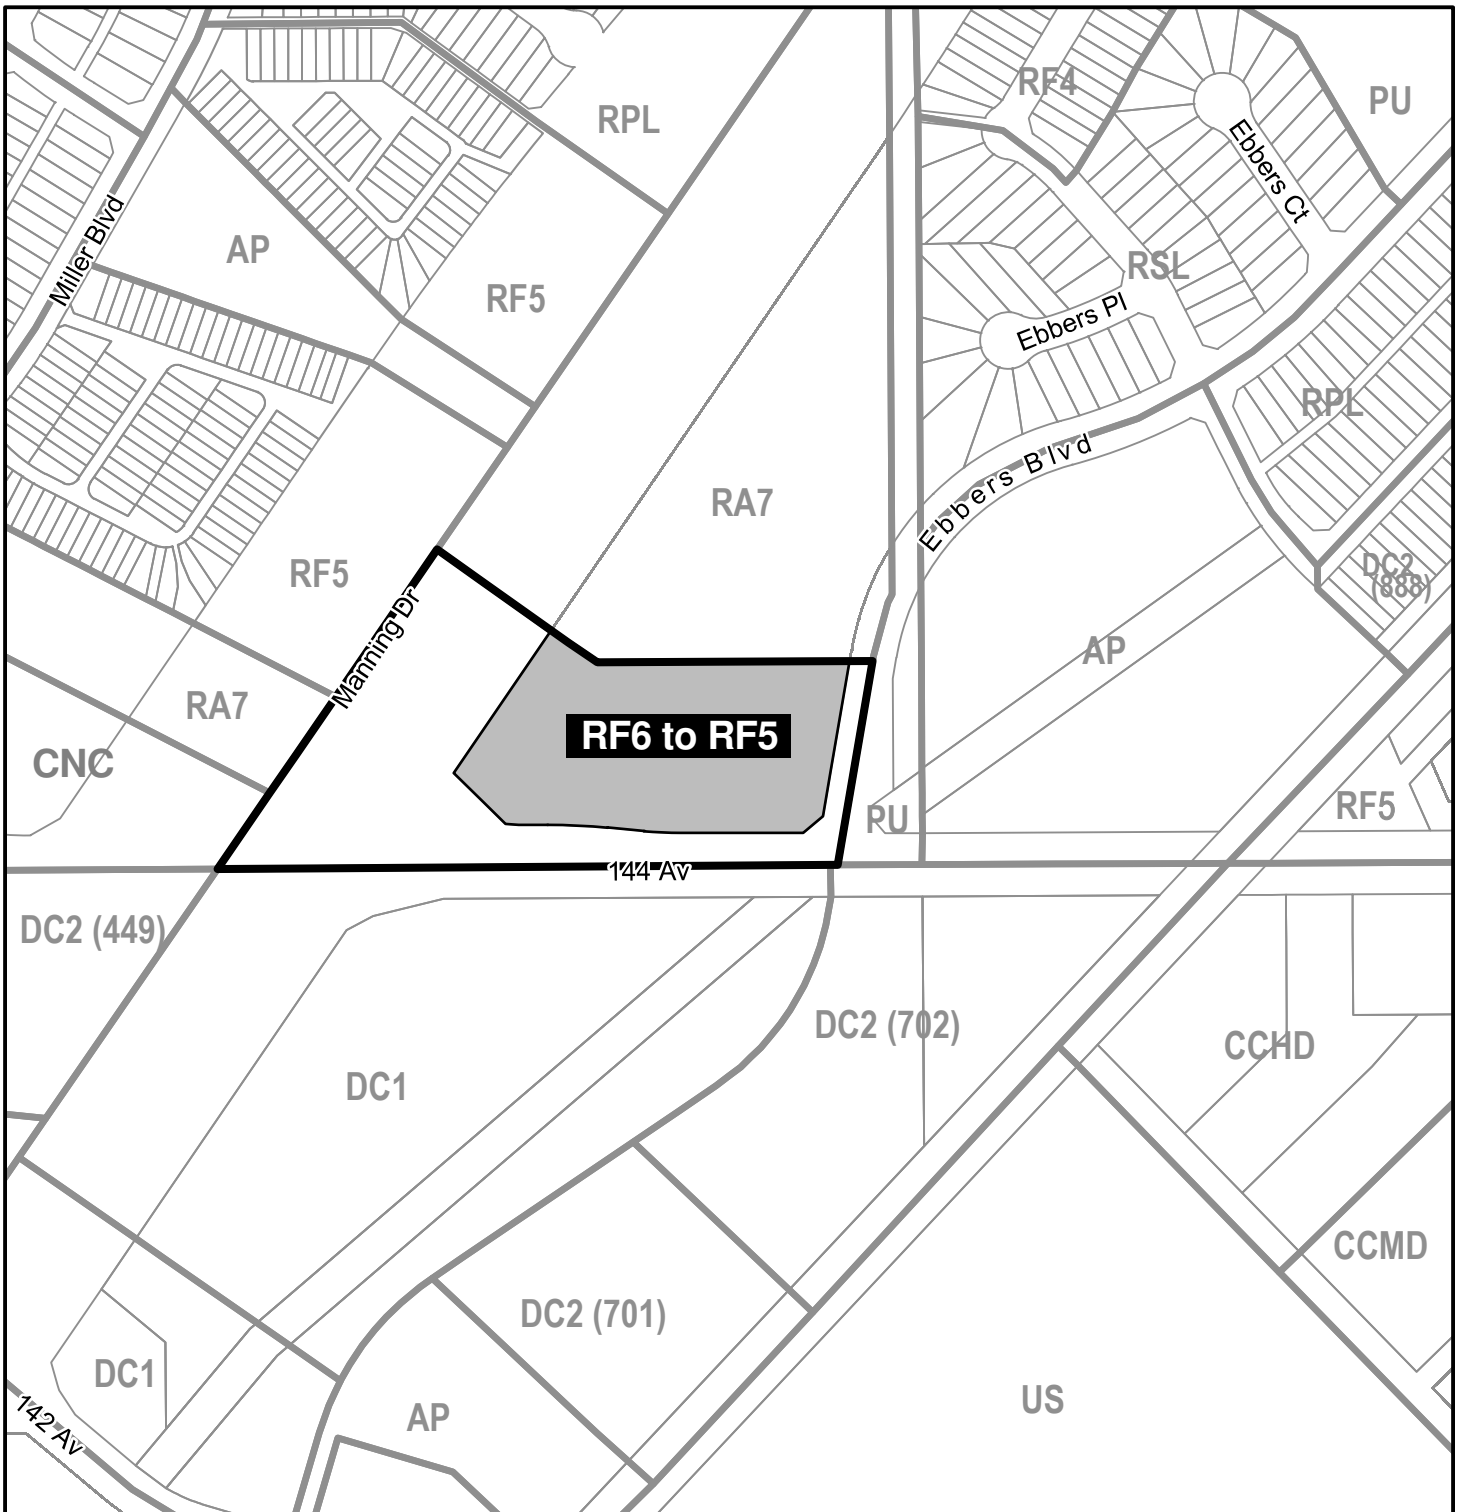 RF4
PU
RPL
Ebbers Ct
Miller Blvd
AP
RSL
RF5
Ebbers Pl
RPL
Ebbers Blvd
RA7
RF5
DC2
(888)
Manning Dr
AP
RA7
RF6 to RF5
CNC
RF5
PU
144 Av
DC2 (449)
DC2 (702)
CCHD
DC1
CCMD
DC2 (701)
DC1
US
142 Av
AP